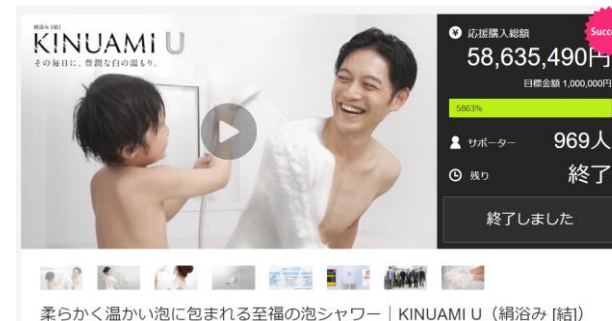 絹浴み [結]
KINUAMI U
その毎日に、豊潤な白の温もり。
応援購入総額
Succe
58,635,490円
目標金額 1,000,000円
5863%
サポーター 969人
残り 終了
終了しました
柔らかく温かい泡に包まれる至福の泡シャワー｜KINUAMI U（絹浴み [結]）